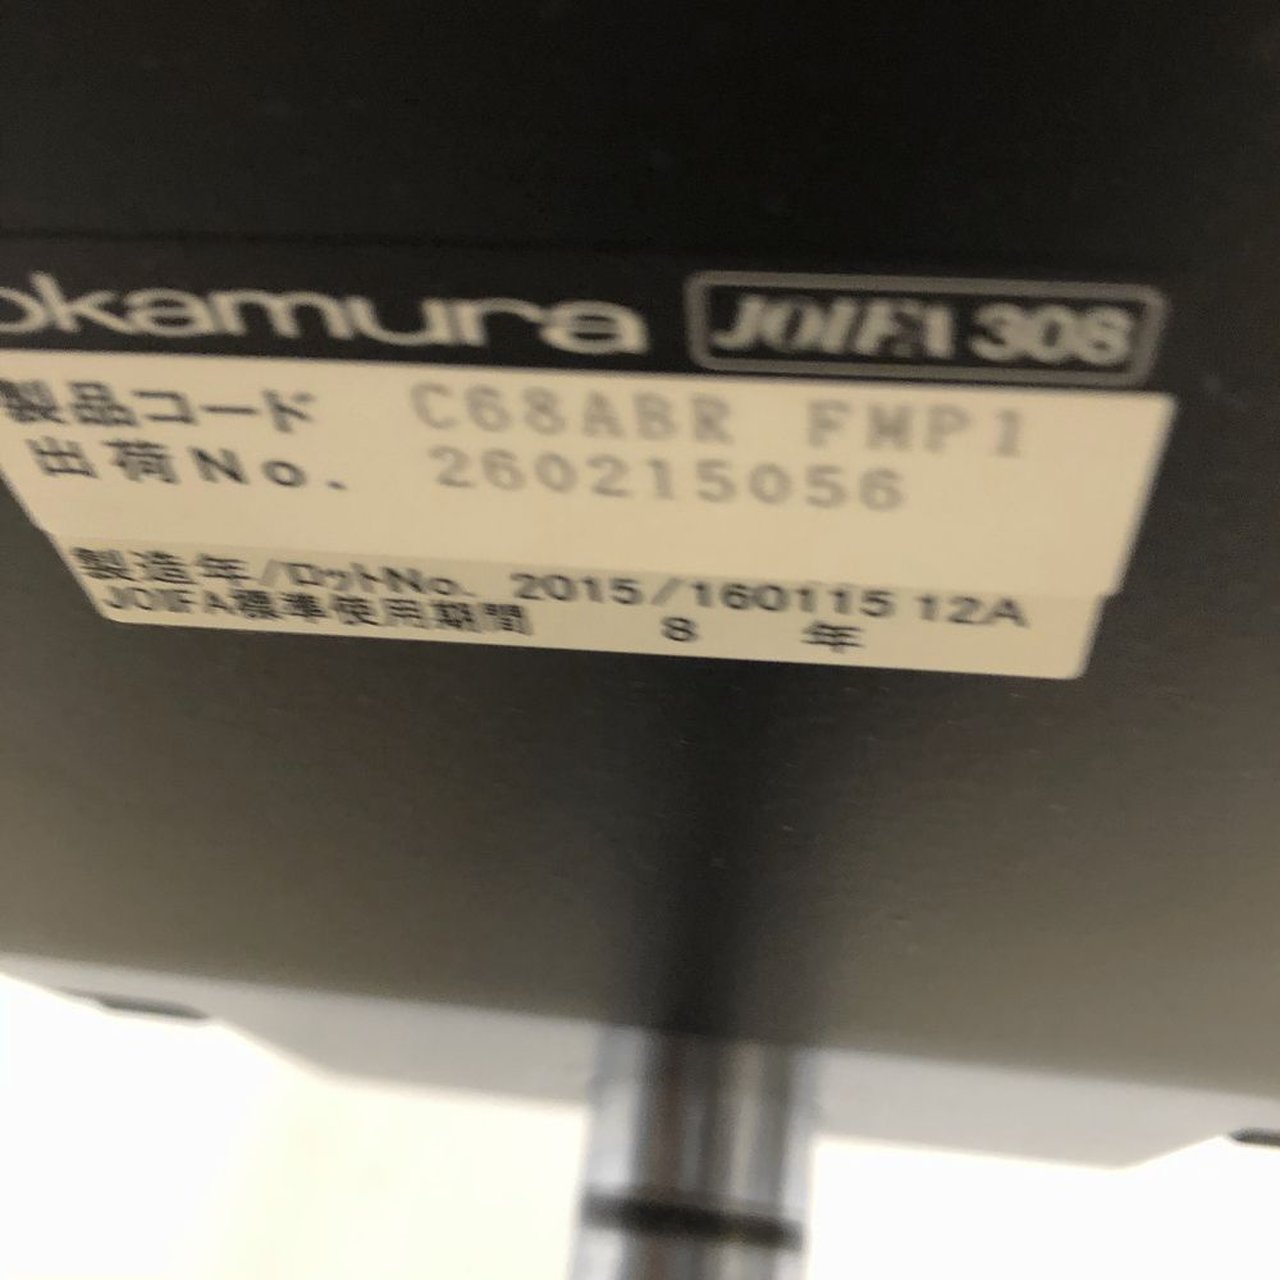 okamura JOIFA 308
製品コード C68ABR FMP1
出荷No. 260215056
製造年/ロットNo. 2015/160115 12A
JOIFA標準使用期間 8 年